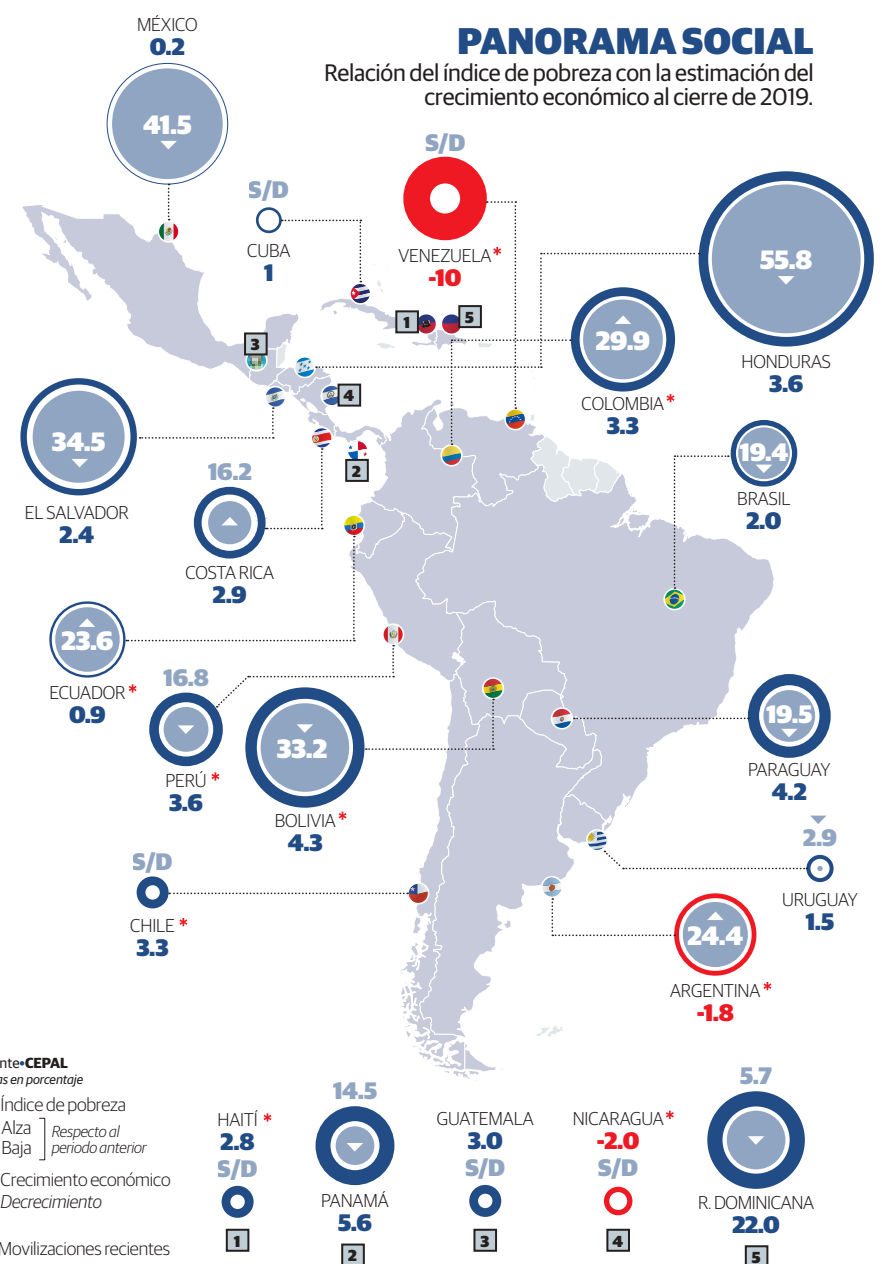 PANORAMA SOCIAL
Relación del índice de pobreza con la estimación del
crecimiento económico al cierre de 2019.
MÉXICO
0.2
41.5
S/D
CUBA
1
S/D
VENEZUELA*
-10
55.8
HONDURAS
3.6
29.9
COLOMBIA*
3.3
1
5
3
4
2
34.5
EL SALVADOR
2.4
16.2
COSTA RICA
2.9
19.4
BRASIL
2.0
23.6
ECUADOR *
0.9
16.8
PERÚ *
3.6
33.2
BOLIVIA*
4.3
19.5
PARAGUAY
4.2
2.9
URUGUAY
1.5
S/D
CHILE *
3.3
24.4
ARGENTINA *
-1.8
nte•CEPAL
as en porcentaje
Índice de pobreza
Alza
Baja
Respecto al
periodo anterior
Crecimiento económico
Decrecimiento
Movilizaciones recientes
HAITÍ *
2.8
S/D
1
14.5
PANAMÁ
5.6
2
GUATEMALA
3.0
S/D
3
NICARAGUA*
-2.0
S/D
4
5.7
R. DOMINICANA
22.0
5